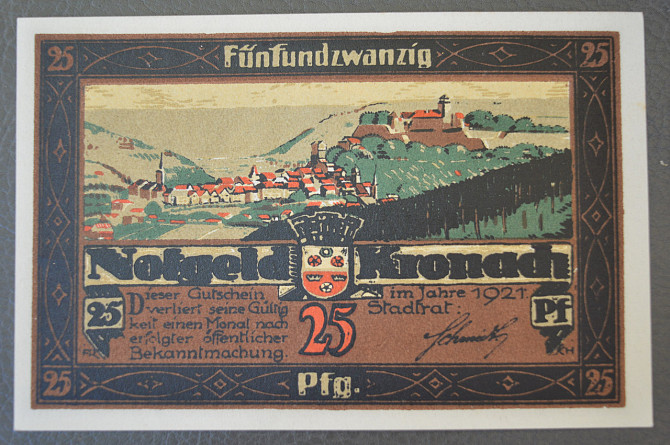 25 Fünfundzwanzig 25
Notgeld Kronach
25
Dieser Gutschein
verliert seine Gültig
keit einen Monat nach
erfolgter öffentlicher
Bekanntmachung.
25
im Jahre 1921.
Stadtrat:
Pf
25 Pfg. 25